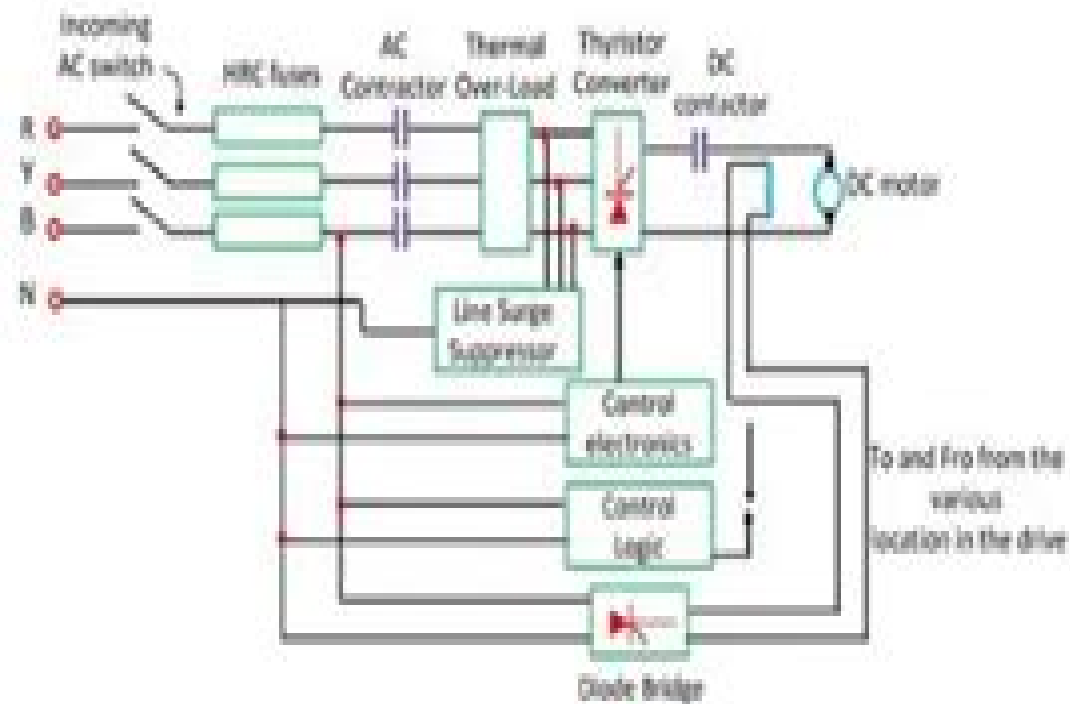 Incoming
AC switch
HRC fuses
AC
Contractor
Thermal
Over-Load
Thyristor
Converter
DC
contactor
R
Y
B
N
DC motor
Line Surge
Suppressor
Control
electronics
Control
Logic
To and Fro from the
various
location in the drive
Diode Bridge